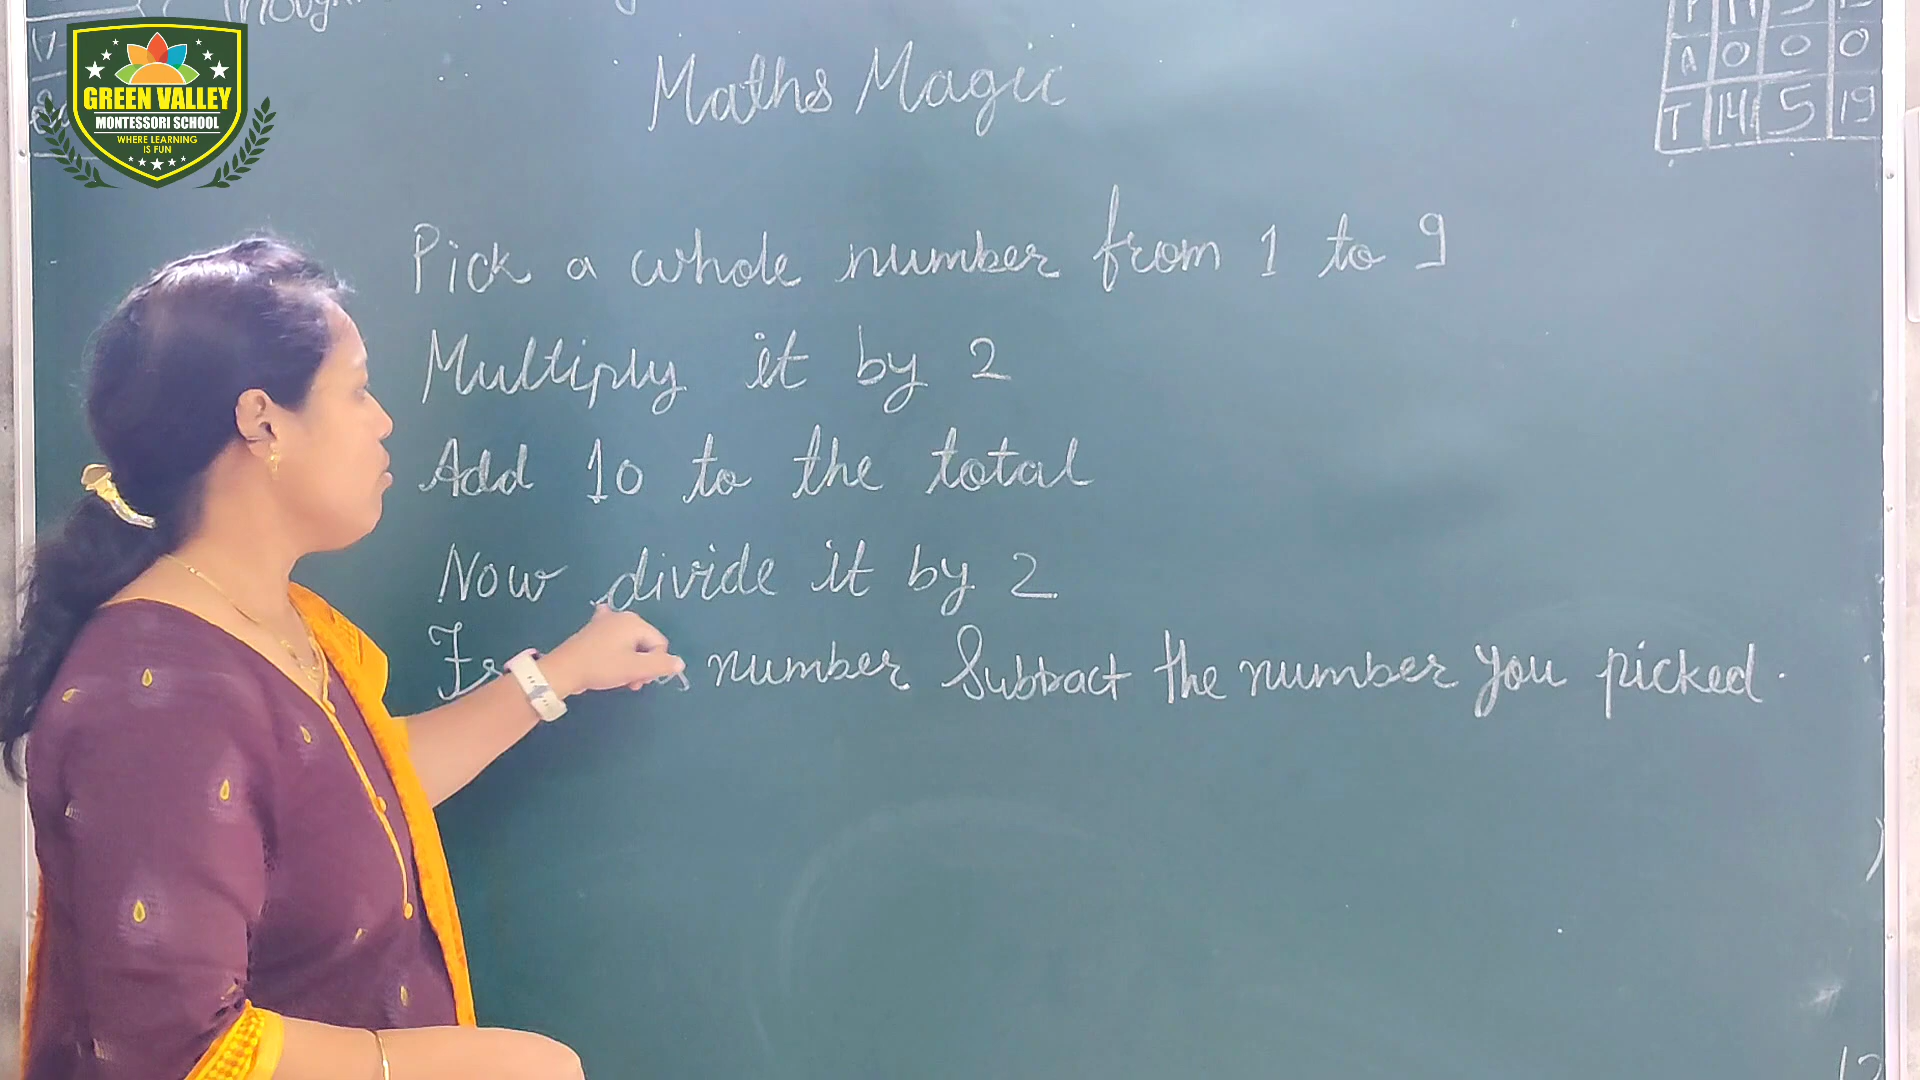 GREEN VALLEY
MONTESSORI SCHOOL
WHERE LEARNING
IS FUN
Maths Magic
A 0 0 0
T 14 5 19
Pick a whole number from 1 to 9
Multiply it by 2
Add 10 to the total
Now divide it by 2
number Subtract the number you picked.